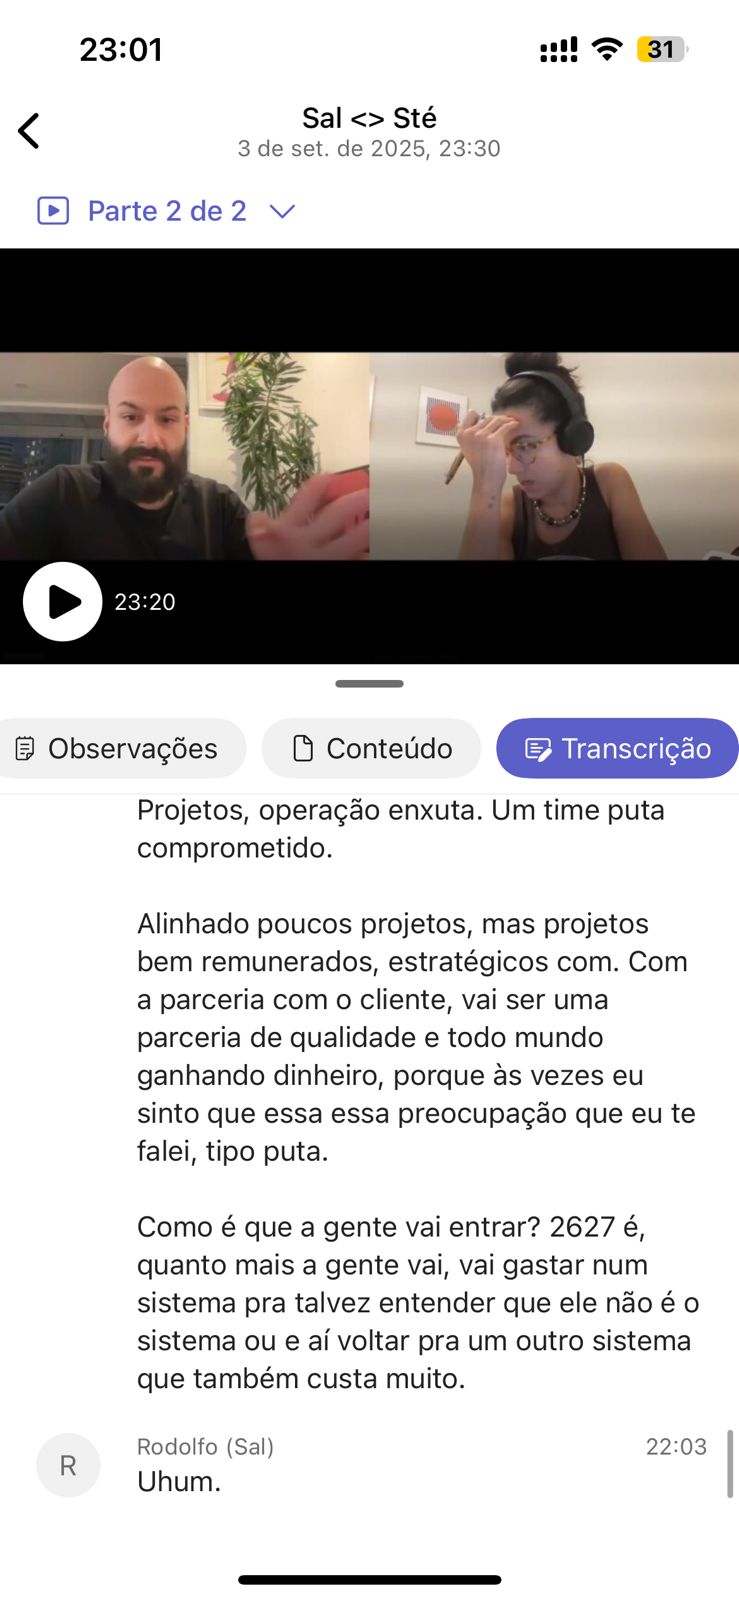 23:01
31
Sal <> Sté
3 de set. de 2025, 23:30
Parte 2 de 2
23:20
Observações
Conteúdo
Transcrição
Projetos, operação enxuta. Um time puta
comprometido.
Alinhado poucos projetos, mas projetos
bem remunerados, estratégicos com. Com
a parceria com o cliente, vai ser uma
parceria de qualidade e todo mundo
ganhando dinheiro, porque às vezes eu
sinto que essa essa preocupação que eu te
falei, tipo puta.
Como é que a gente vai entrar? 2627 é,
quanto mais a gente vai, vai gastar num
sistema pra talvez entender que ele não é o
sistema ou e aí voltar pra um outro sistema
que também custa muito.
R
Rodolfo (Sal)
22:03
Uhum.